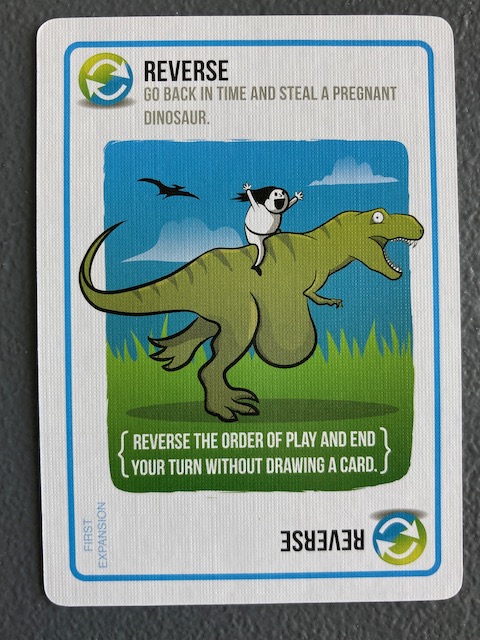 REVERSE
GO BACK IN TIME AND STEAL A PREGNANT
DINOSAUR.
REVERSE THE ORDER OF PLAY AND END
YOUR TURN WITHOUT DRAWING A CARD.
FIRST
EXPANSION
REVERSE